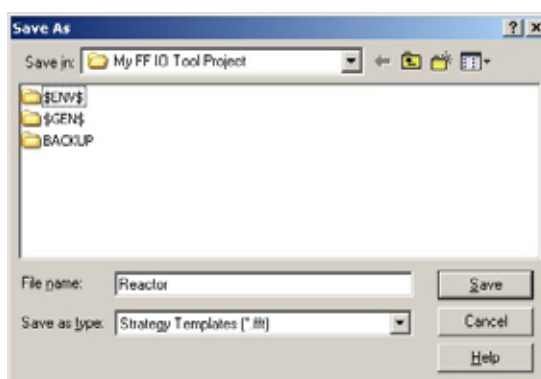 Save As
Save in: My FF IO Tool Project
$ENV$
$GEN$
BACKUP
File name: Reactor Save
Save as type: Strategy Templates (*.fft) Cancel
Help